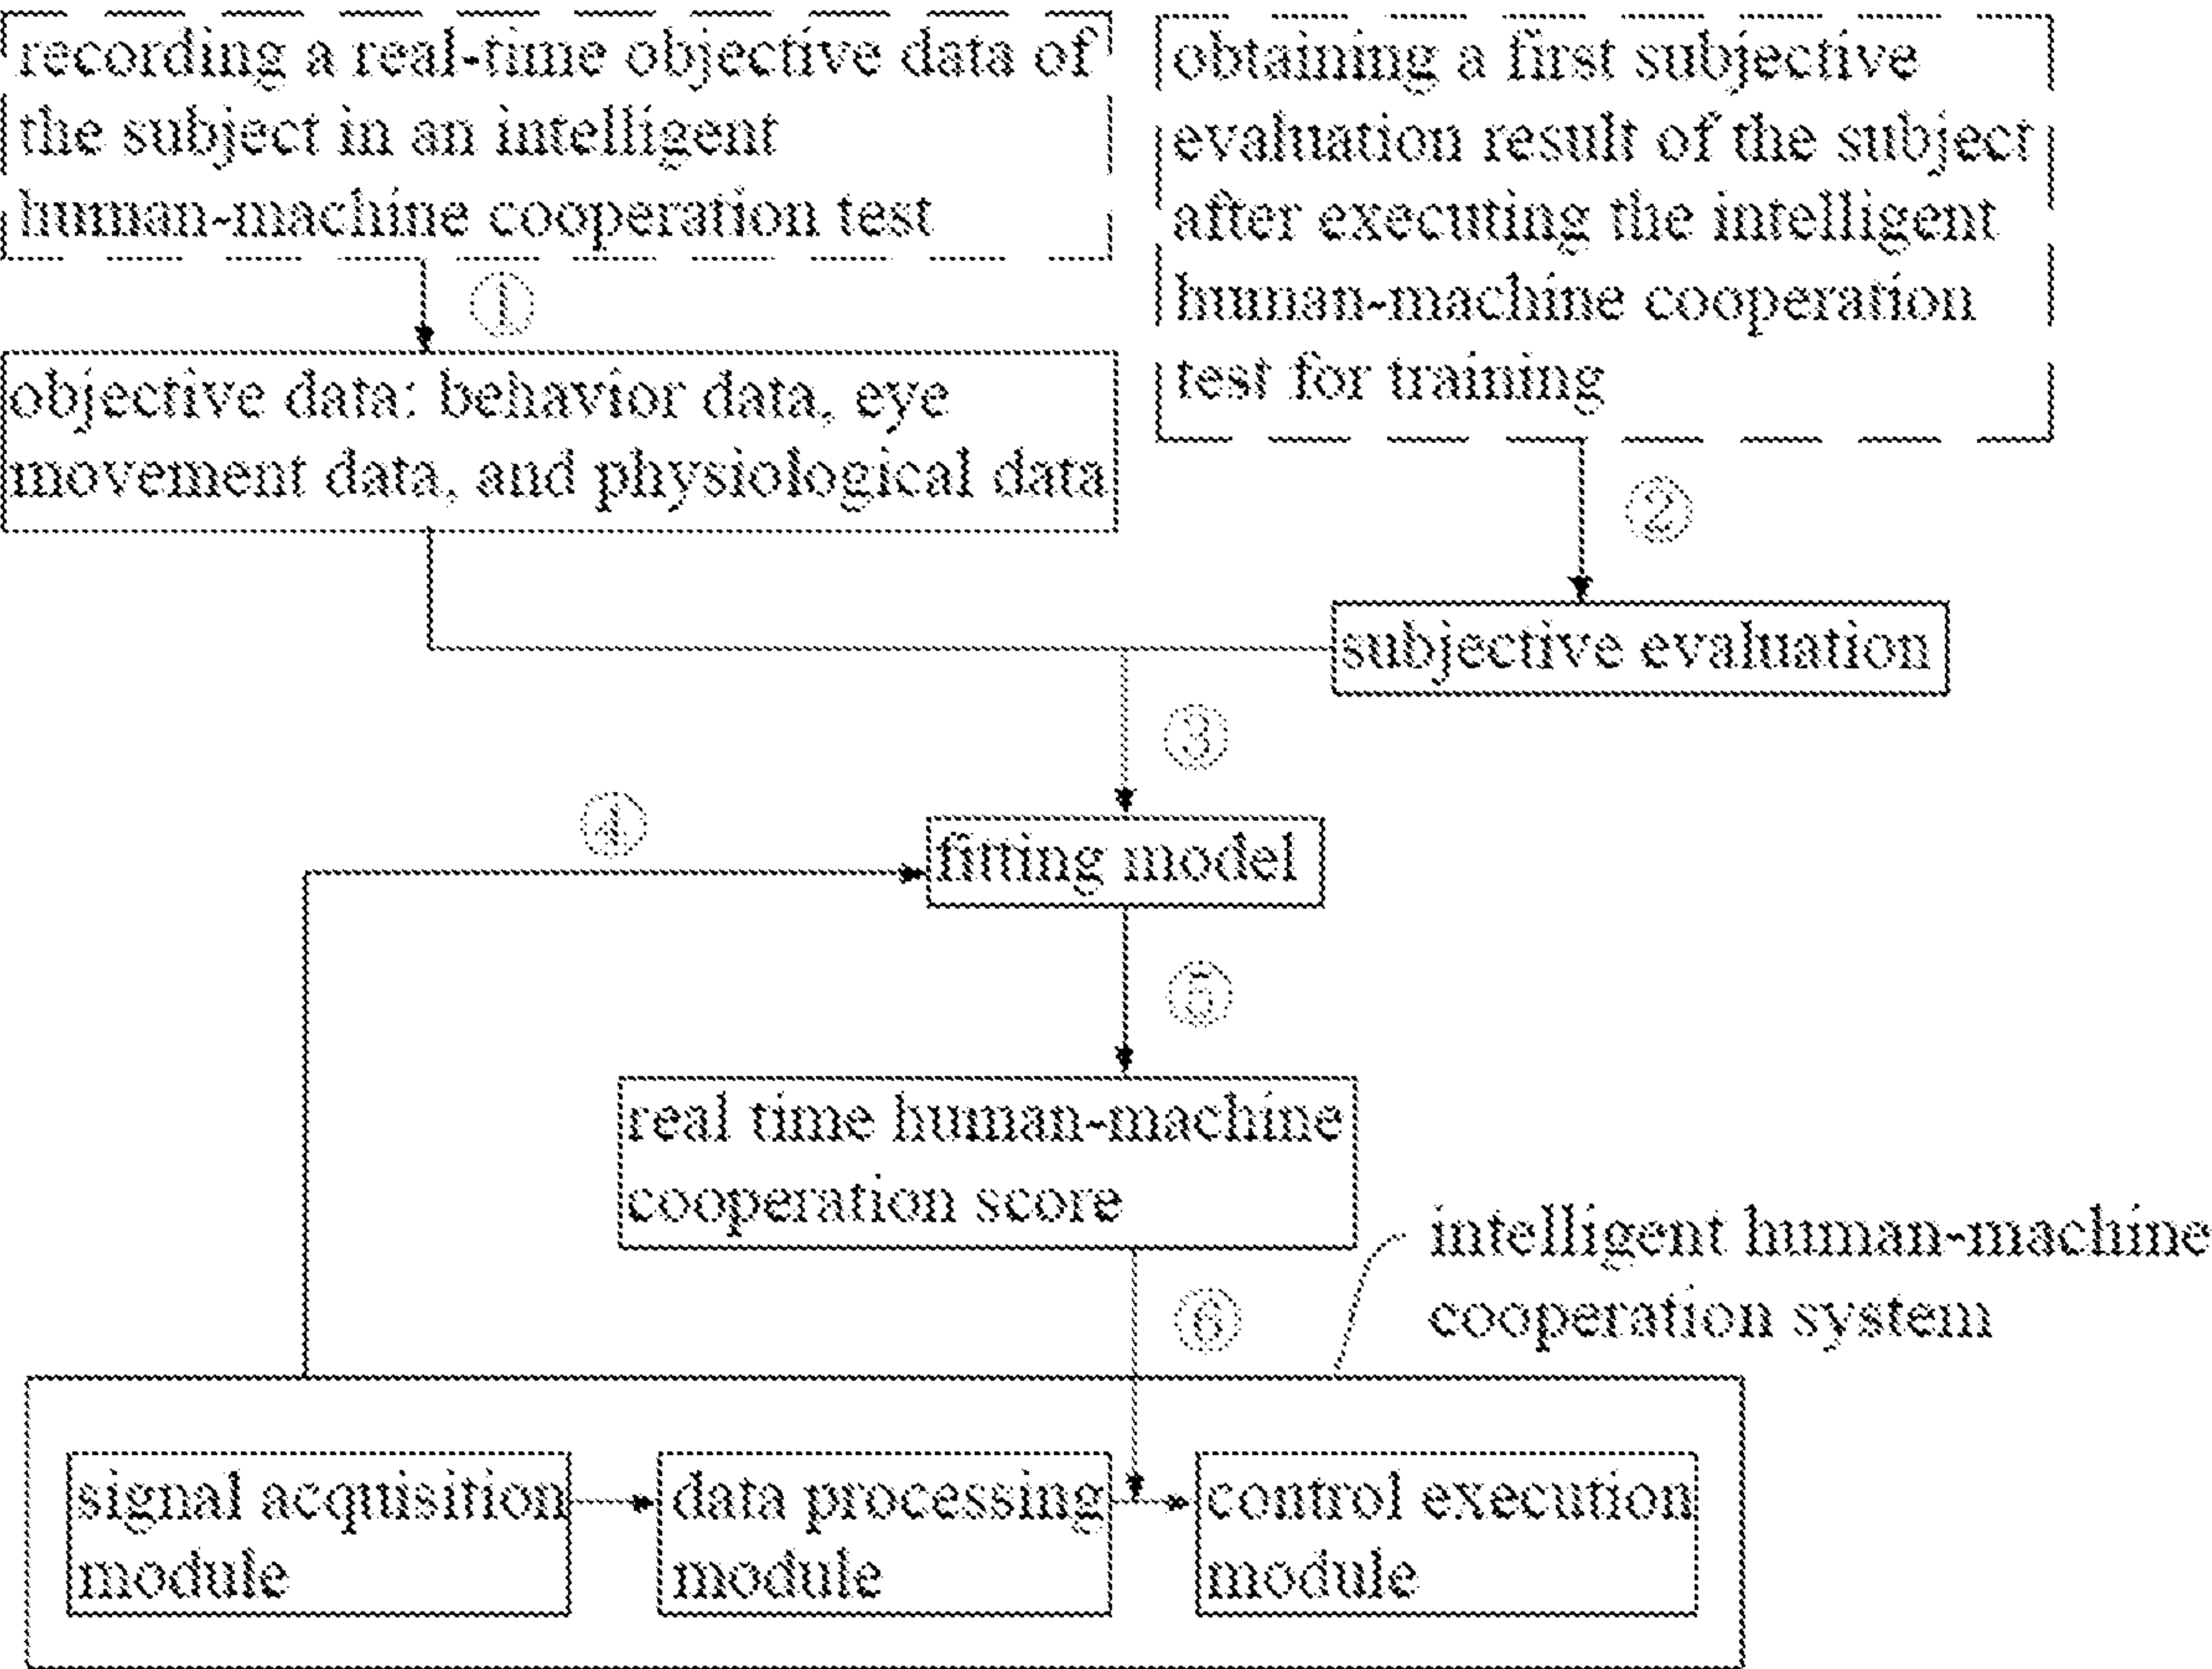 recording a real-time objective data of
the subject in an intelligent
human-machine cooperation test
obtaining a first subjective
evaluation result of the subject
after executing the intelligent
human-machine cooperation
test for training
①
objective data: behavior data, eye
movement data, and physiological data
②
subjective evaluation
③
④
fitting model
⑤
real time human-machine
cooperation score
intelligent human-machine
cooperation system
⑥
signal acquisition
module
data processing
module
control execution
module